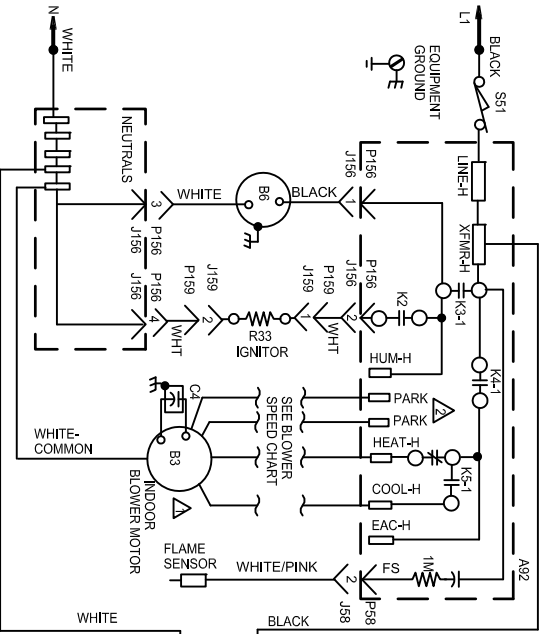 N
WHITE
NEUTRALS
L1
BLACK
S51
EQUIPMENT
GROUND
LINE-H
XFMR-H
P156
J156
1
BLACK
B6
WHITE
3
P156
J156
K3-1
K4-1
K2
P156
J156
2
P159
J159
1
WHT
R33
IGNITOR
J159
P159
2
WHT
P156
J156
4
HUM-H
PARK
PARK
2
HEAT-H
K5-1
COOL-H
EAC-H
SEE BLOWER
SPEED CHART
C4
B3
1
INDOOR
BLOWER MOTOR
WHITE-
COMMON
A92
FS
1M
P58
J58
2
WHITE/PINK
FLAME
SENSOR
WHITE
BLACK